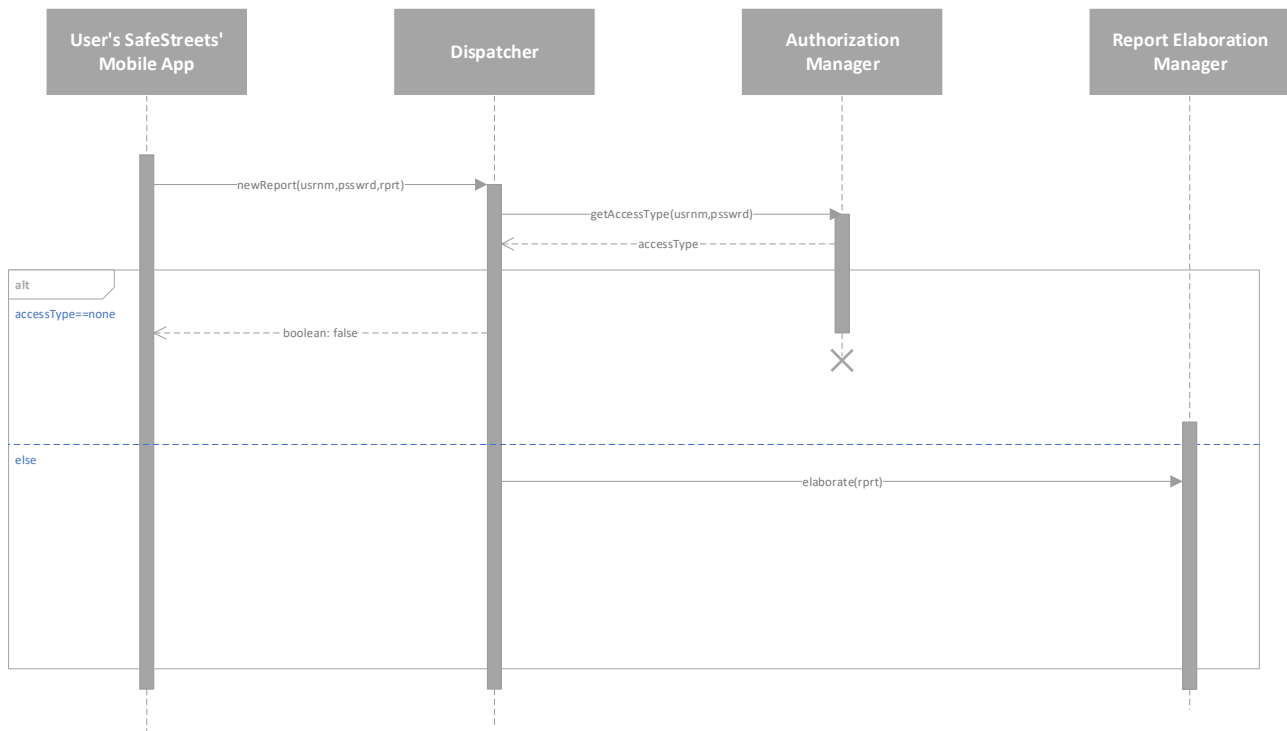 User's SafeStreets'
Mobile App
Dispatcher
Authorization
Manager
Report Elaboration
Manager
newReport(usrnm,psswrd,rprt)
getAccessType(usrnm,psswrd)
accessType
alt
accessType==none
boolean: false
else
elaborate(rprt)